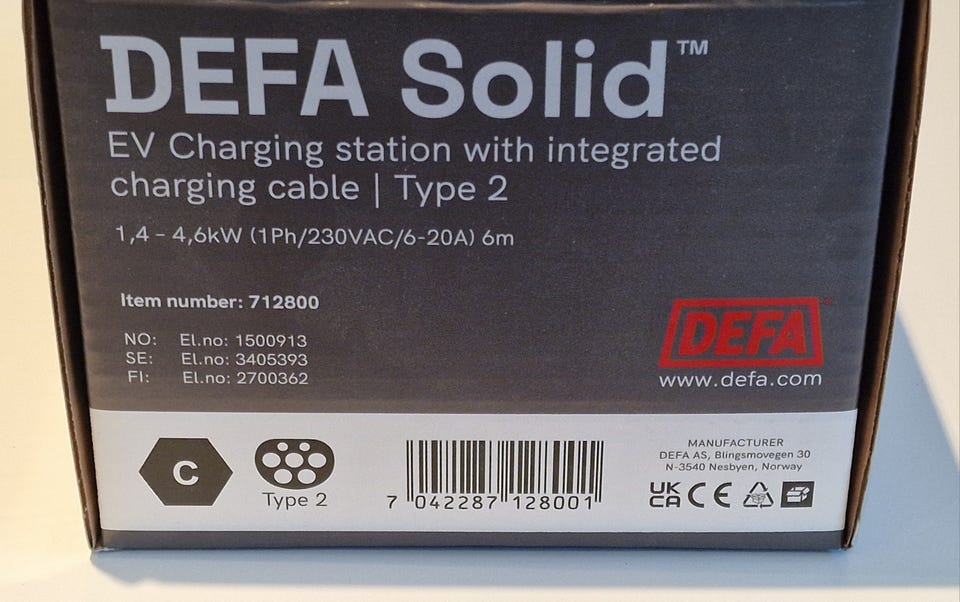 DEFA Solid™
EV Charging station with integrated
charging cable | Type 2
1,4 – 4,6kW (1Ph/230VAC/6-20A) 6m
Item number: 712800
NO: El.no: 1500913
SE: El.no: 3405393
FI: El.no: 2700362
DEFA
www.defa.com
C
Type 2
7 042287 128001
MANUFACTURER
DEFA AS, Blingsmovegen 30
N-3540 Nesbyen, Norway
UK
CA CE